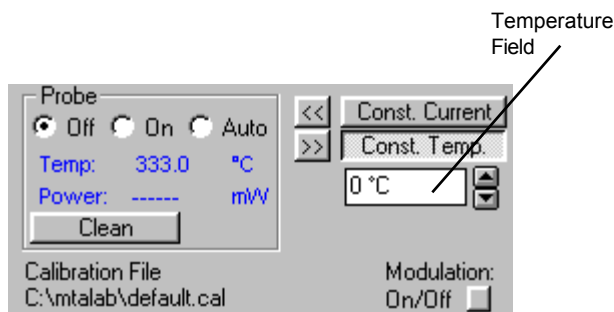 Temperature
Field
Probe
Off On Auto
Temp: 333.0 °C
Power: ------ mW
Clean
<< Const. Current
>> Const. Temp.
0 °C
Calibration File
C:\mtalab\default.cal
Modulation:
On/Off